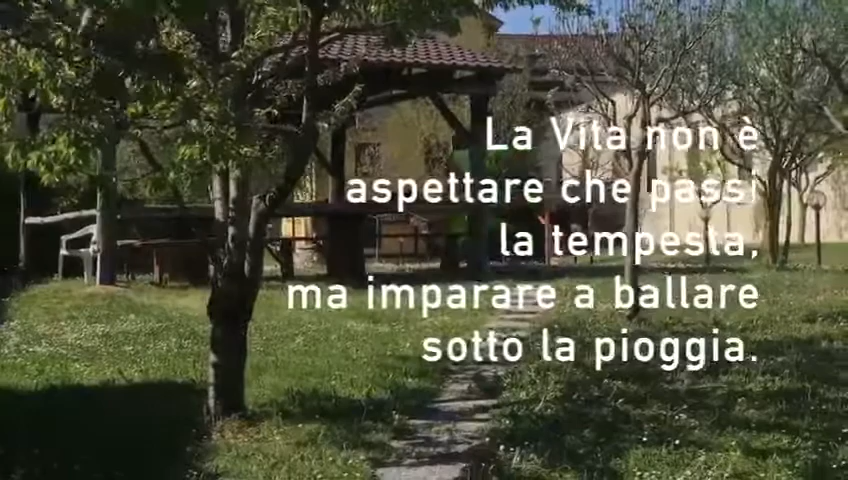 La Vita non è
aspettare che passi
la tempesta,
ma imparare a ballare
sotto la pioggia.